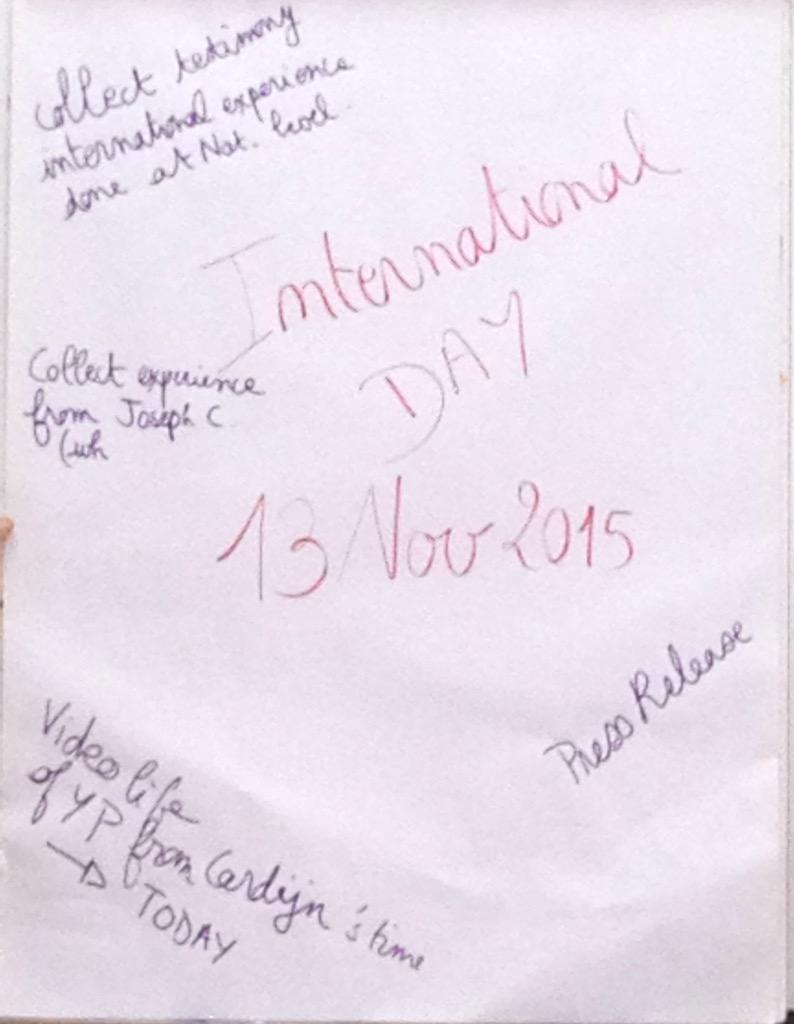 Collect testimony
international experience
done at Nat. level.
International
DAY
Collect experience
from Joseph C
(wh
13 Nov 2015
Press Release
Video life
of YP from Cardijn's time
→ TODAY